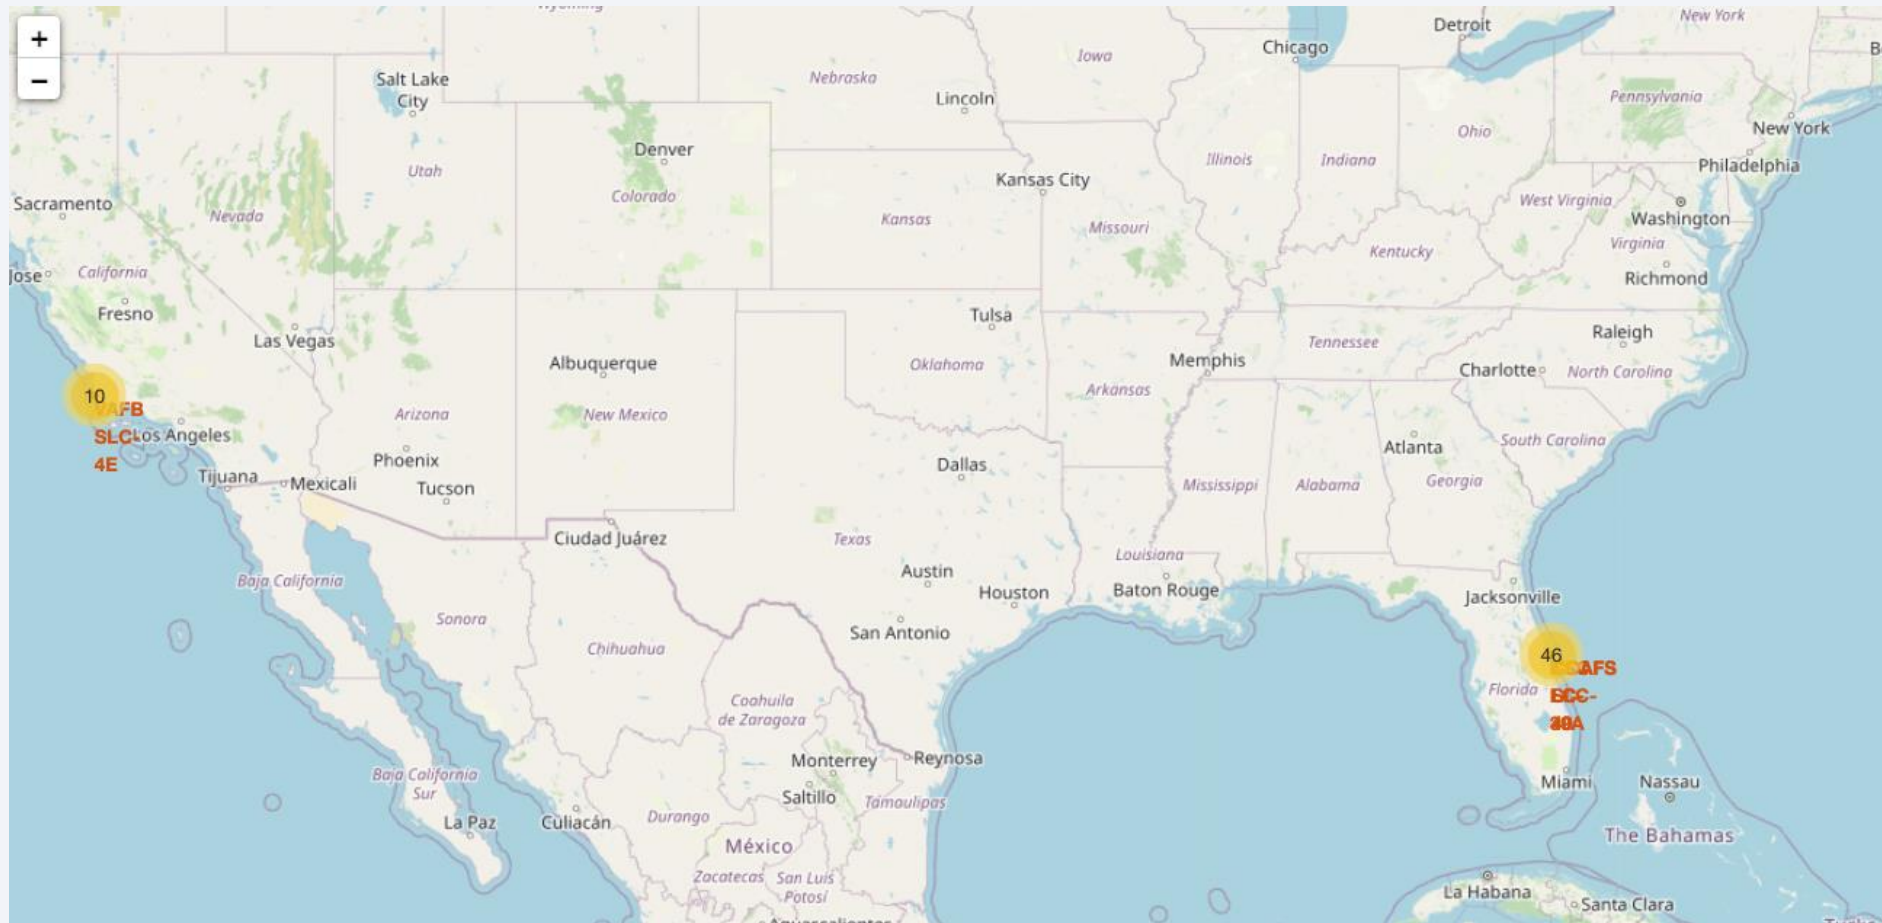 +
−
Wyoming
Detroit
New York
Chicago
Iowa
Salt Lake
City
Nebraska
Lincoln
Pennsylvania
New York
Ohio
Denver
Illinois
Indiana
Philadelphia
Utah
Kansas City
Colorado
Sacramento
Nevada
Kansas
Missouri
West Virginia
Washington
Virginia
Kentucky
Jose
California
Richmond
Fresno
Tulsa
Las Vegas
Raleigh
Tennessee
Albuquerque
Oklahoma
Memphis
Charlotte
North Carolina
Arkansas
10
VAFB
SLC-
4E
Los Angeles
Arizona
New Mexico
Atlanta
South Carolina
Phoenix
Dallas
Tijuana
Mexicali
Tucson
Mississippi
Alabama
Georgia
Ciudad Juárez
Texas
Louisiana
Austin
Houston
Baton Rouge
Jacksonville
Baja California
Sonora
San Antonio
Chihuahua
46
Florida
Coahuila
de Zaragoza
Monterrey
Reynosa
Baja California
Sur
Saltillo
Tamaulipas
Miami
Nassau
La Paz
Culiacán
Durango
México
The Bahamas
Zacatecas
San Luis
Potosí
La Habana
Santa Clara
Aguascalientes